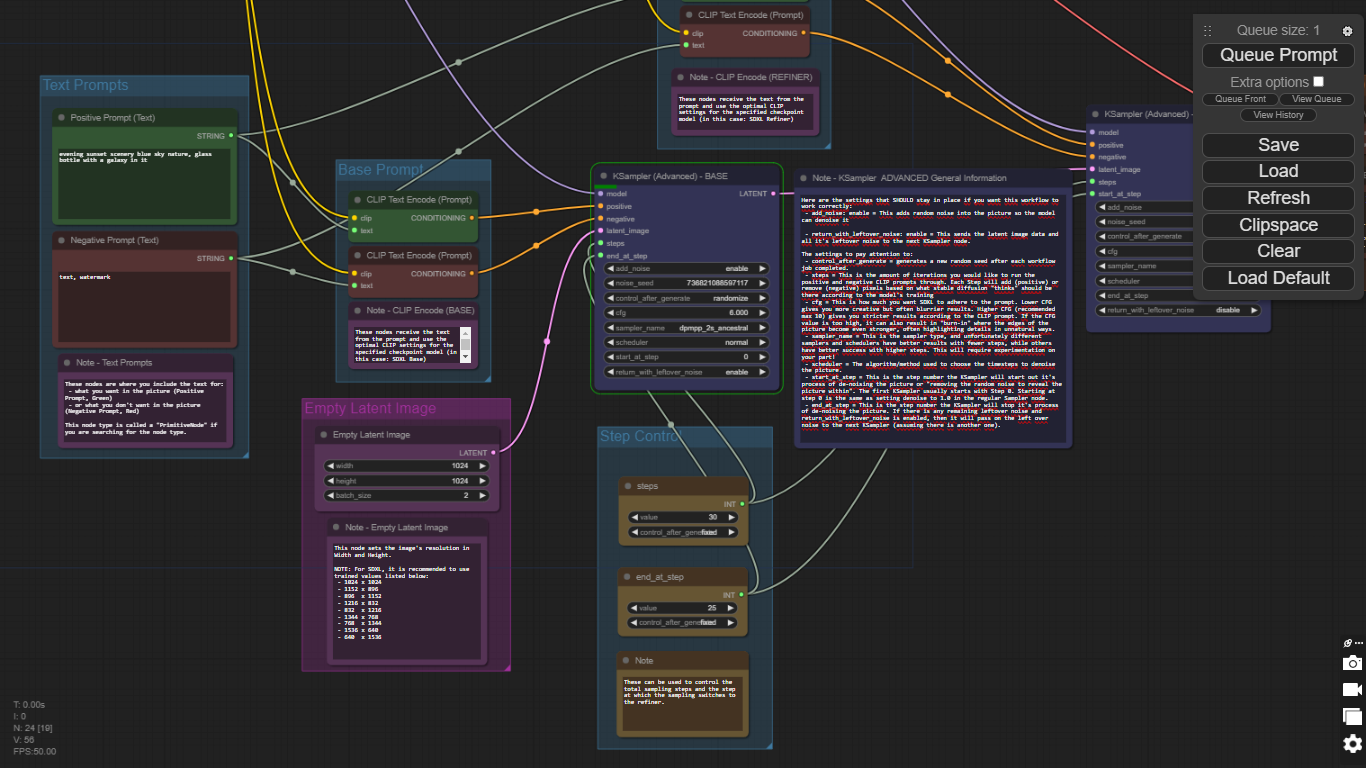 Text Prompts
Positive Prompt (Text)
STRING
evening sunset scenery blue sky nature, glass
bottle with a galaxy in it
Negative Prompt (Text)
STRING
text, watermark
Note - Text Prompts
These nodes are where you include the text for:
- what you want in the picture (Positive
Prompt, Green)
- or what you don't want in the picture
(Negative Prompt, Red)
This node type is called a "PrimitiveNode" if
you are searching for the node type.
Base Prompt
CLIP Text Encode (Prompt)
clip
CONDITIONING
text
CLIP Text Encode (Prompt)
clip
CONDITIONING
text
Note - CLIP Encode (BASE)
These nodes receive the text
from the prompt and use the
optimal CLIP settings for the
specified checkpoint model (in
this case: SDXL Base)
Empty Latent Image
Empty Latent Image
LATENT
width 1024
height 1024
batch_size 2
Note - Empty Latent Image
This node sets the image's resolution in
Width and Height.
NOTE: For SDXL, it is recommended to use
trained values listed below:
- 1024 x 1024
- 1152 x 896
- 896 x 1152
- 1216 x 832
- 832 x 1216
- 1344 x 768
- 768 x 1344
- 1536 x 640
- 640 x 1536
CLIP Text Encode (Prompt)
clip
CONDITIONING
text
Note - CLIP Encode (REFINER)
These nodes receive the text from the
prompt and use the optimal CLIP
settings for the specified checkpoint
model (in this case: SDXL Refiner)
KSampler (Advanced) - BASE
model
LATENT
positive
negative
latent_image
steps
end_at_step
add_noise enable
noise_seed 736821088597117
control_after_generate randomize
cfg 6.000
sampler_name dpmpp_2s_ancestral
scheduler normal
start_at_step 0
return_with_leftover_noise enable
Step Control
steps
INT
value 30
control_after_generate fixed
end_at_step
INT
value 25
control_after_generate fixed
Note
These can be used to control the
total sampling steps and the step
at which the sampling switches to
the refiner.
Note - KSampler ADVANCED General Information
Here are the settings that SHOULD stay in place if you want this workflow to
work correctly:
- add_noise: enable = This adds random noise into the picture so the model
can denoise it
- return_with_leftover_noise: enable = This sends the latent image data and
all it's leftover noise to the next KSampler node.
The settings to pay attention to:
- control_after_generate = generates a new random seed after each workflow
job completed.
- steps = This is the amount of iterations you would like to run the
positive and negative CLIP prompts through. Each Step will add (positive) or
remove (negative) pixels based on what stable diffusion "thinks" should be
there according to the model's training
- cfg = This is how much you want SDXL to adhere to the prompt. Lower CFG
gives you more creative but often blurrier results. Higher CFG (recommended
max 10) gives you stricter results according to the CLIP prompt. If the CFG
value is too high, it can also result in "burn-in" where the edges of the
picture become even stronger, often highlighting details in unnatural ways.
- sampler_name = This is the sampler type, and unfortunately different
samplers and schedulers have better results with fewer steps, while others
have better success with higher steps. This will require experimentation on
your part!
- scheduler = The algorithm/method used to choose the timesteps to denoise
the picture.
- start_at_step = This is the step number the KSampler will start out it's
process of de-noising the picture or "removing the random noise to reveal the
picture within". The first KSampler usually starts with Step 0. Starting at
step 0 is the same as setting denoise to 1.0 in the regular Sampler node.
- end_at_step = This is the step number the KSampler will stop it's process
of de-noising the picture. If there is any remaining leftover noise and
return_with_leftover_noise is enabled, then it will pass on the left over
noise to the next KSampler (assuming there is another one).
KSampler (Advanced) -
model
positive
negative
latent_image
steps
start_at_step
add_noise
noise_seed
control_after_generate
cfg
sampler_name
scheduler
end_at_step
return_with_leftover_noise disable
Queue size: 1
Queue Prompt
Extra options
Queue Front
View Queue
View History
Save
Load
Refresh
Clipspace
Clear
Load Default
T: 0.00s
I: 0
N: 24 [19]
V: 56
FPS:50.00